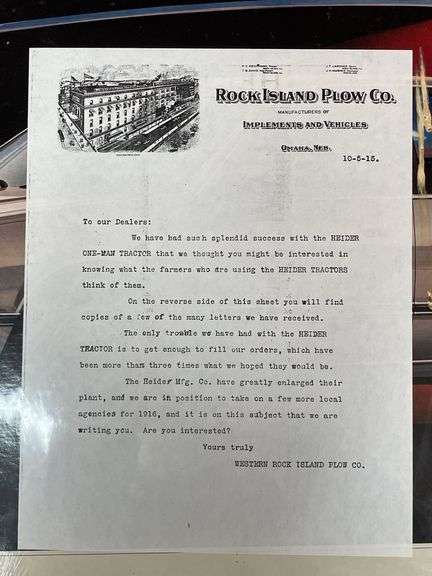 ROCK ISLAND PLOW CO.
MANUFACTURERS OF
IMPLEMENTS AND VEHICLES
OMAHA, NEB.
10-5-15.
To our Dealers:
We have had such splendid success with the HEIDER
ONE-MAN TRACTOR that we thought you might be interested in
knowing what the farmers who are using the HEIDER TRACTORS
think of them.
On the reverse side of this sheet you will find
copies of a few of the many letters we have received.
The only trouble we have had with the HEIDER
TRACTOR is to get enough to fill our orders, which have
been more than three times what we hoped they would be.
The Heider Mfg. Co. have greatly enlarged their
plant, and we are in position to take on a few more local
agencies for 1916, and it is on this subject that we are
writing you. Are you interested?
Yours truly
WESTERN ROCK ISLAND PLOW CO.